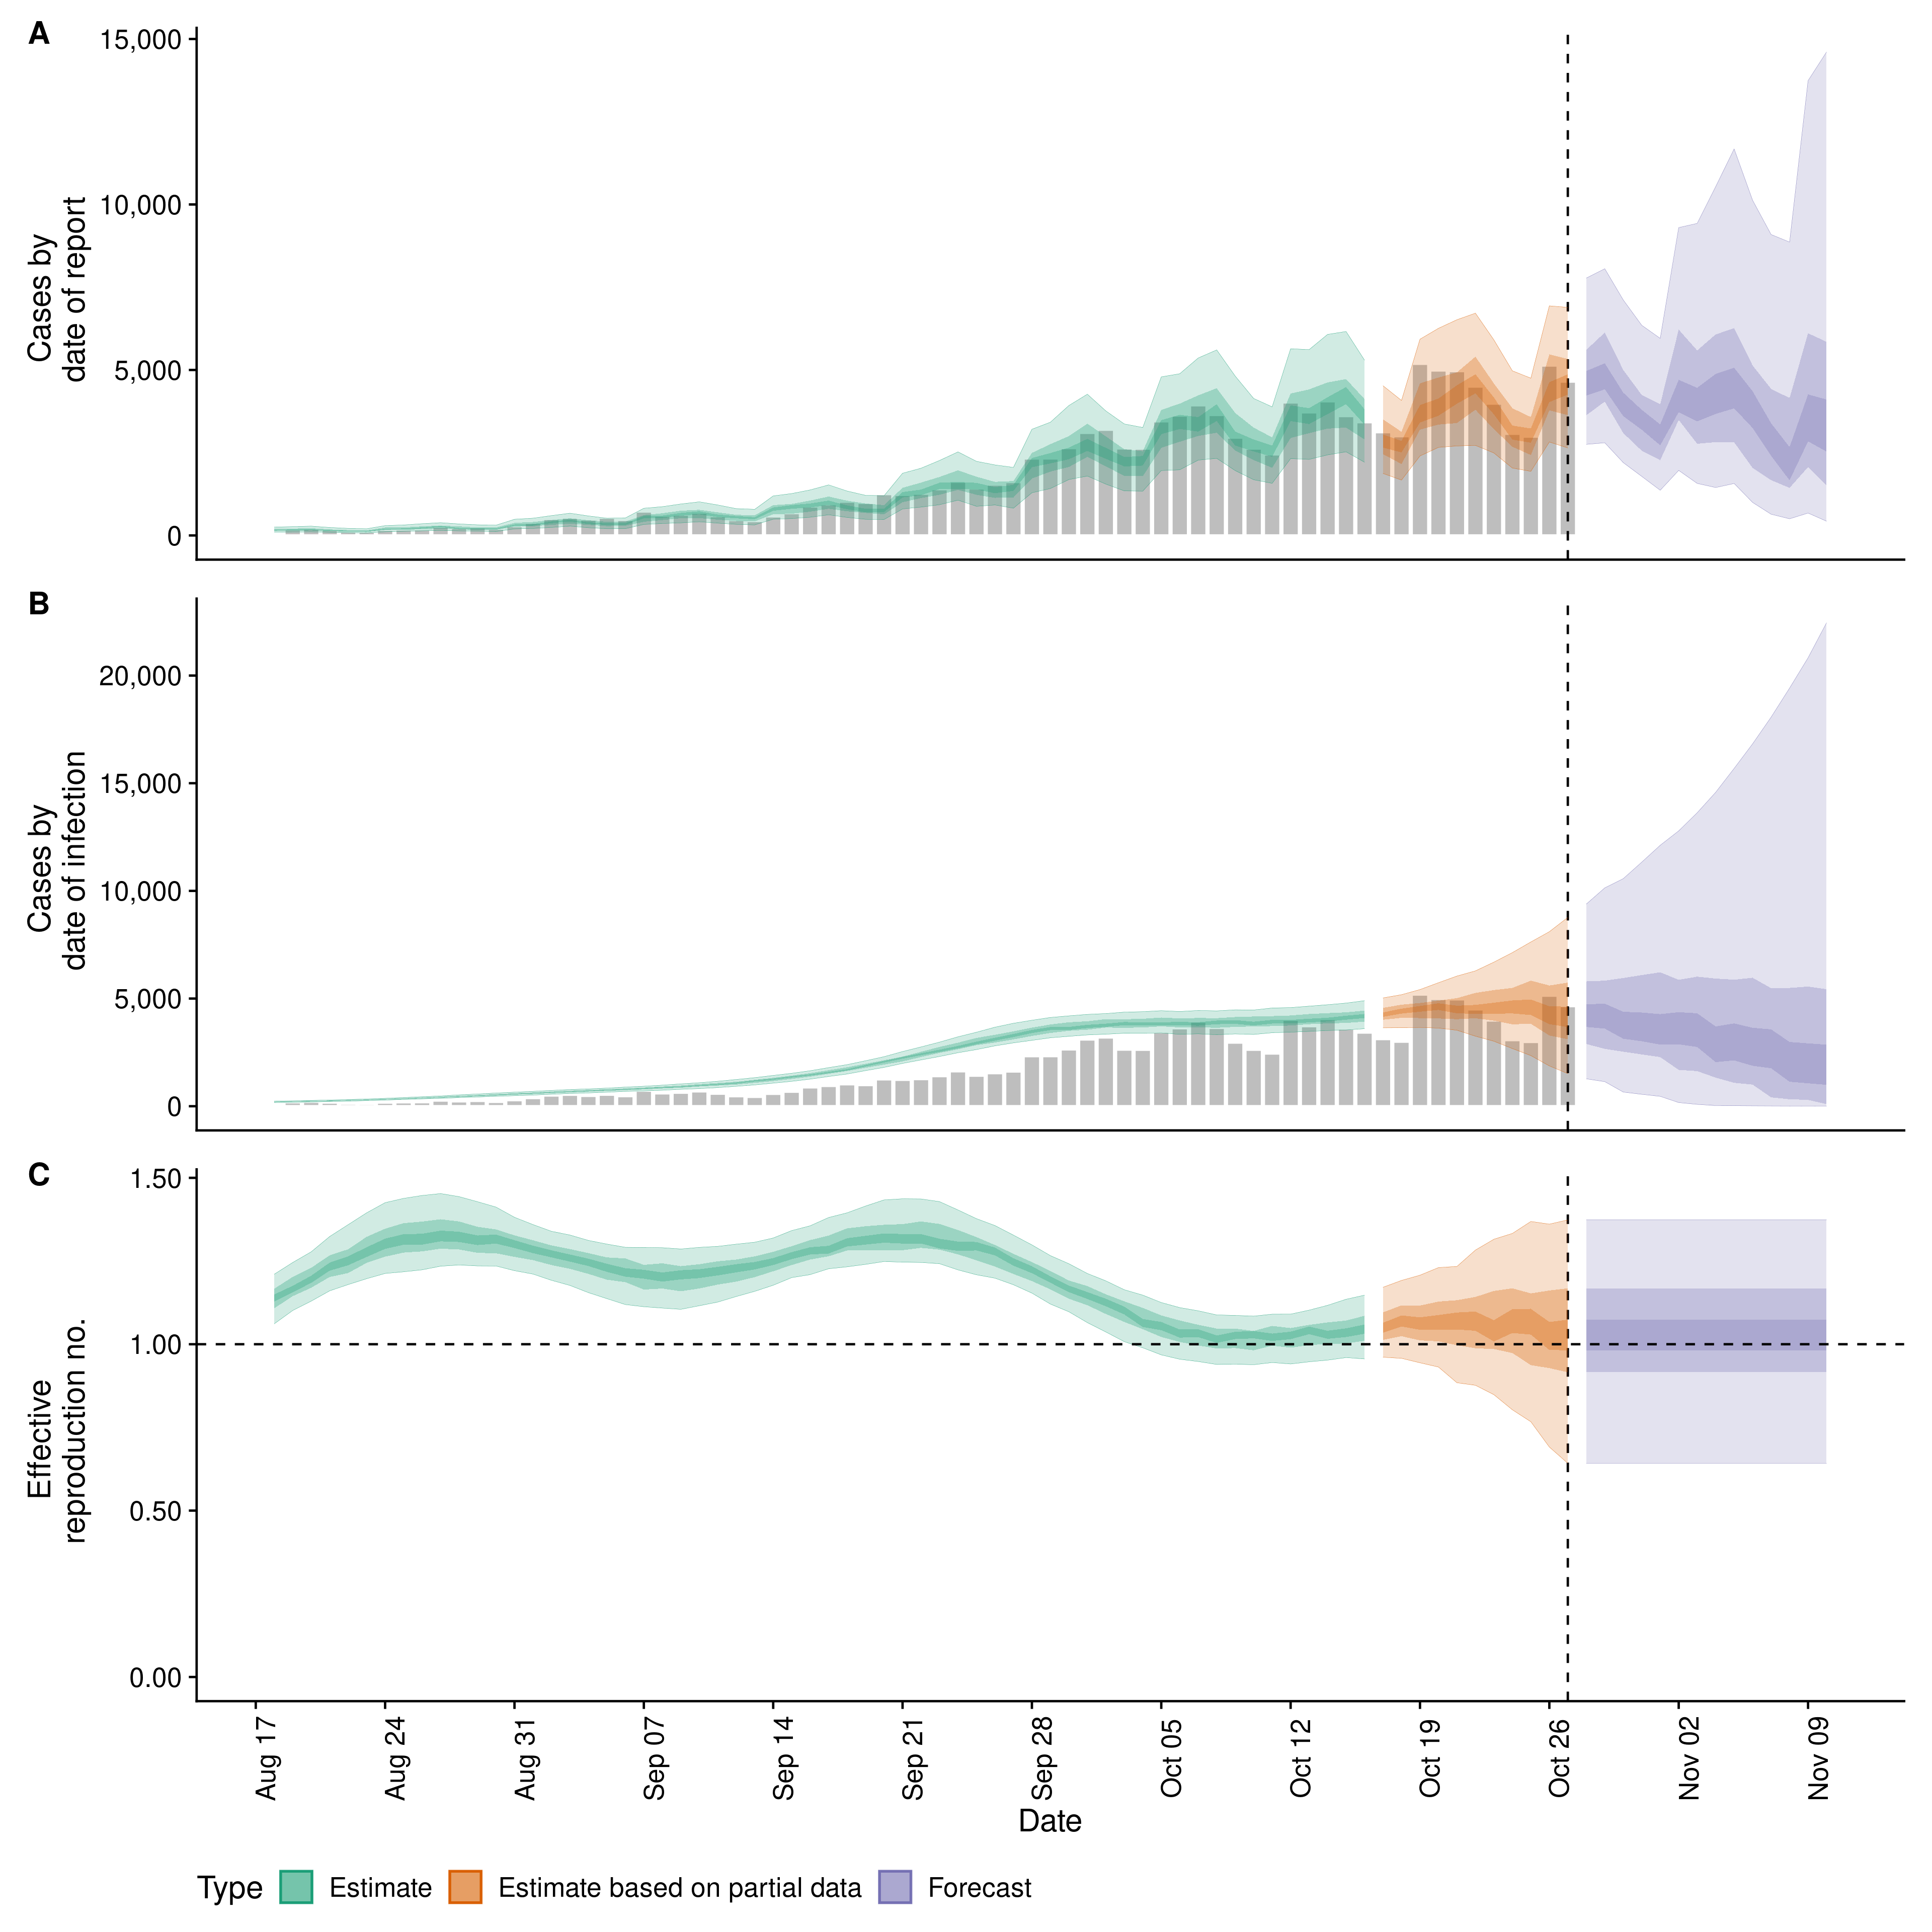 A
15,000
10,000
5,000
0
Cases by
date of report
B
20,000
15,000
10,000
5,000
0
Cases by
date of infection
C
1.50
1.00
0.50
0.00
Effective
reproduction no.
Aug 17
Aug 24
Aug 31
Sep 07
Sep 14
Sep 21
Sep 28
Oct 05
Oct 12
Oct 19
Oct 26
Nov 02
Nov 09
Date
Type Estimate Estimate based on partial data Forecast